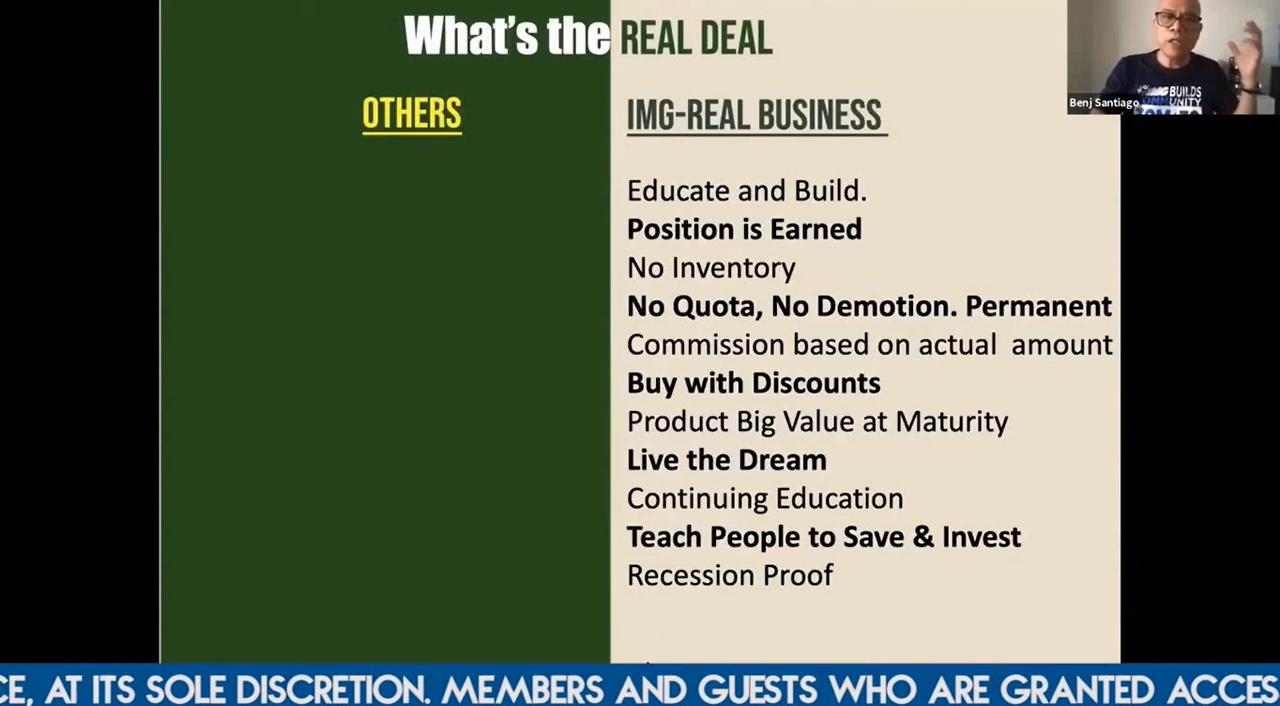 What's the REAL DEAL
OTHERS
IMG-REAL BUSINESS
Educate and Build.
Position is Earned
No Inventory
No Quota, No Demotion. Permanent
Commission based on actual amount
Buy with Discounts
Product Big Value at Maturity
Live the Dream
Continuing Education
Teach People to Save & Invest
Recession Proof
Benj Santiago
BUILDS
CE, AT ITS SOLE DISCRETION. MEMBERS AND GUESTS WHO ARE GRANTED ACCES